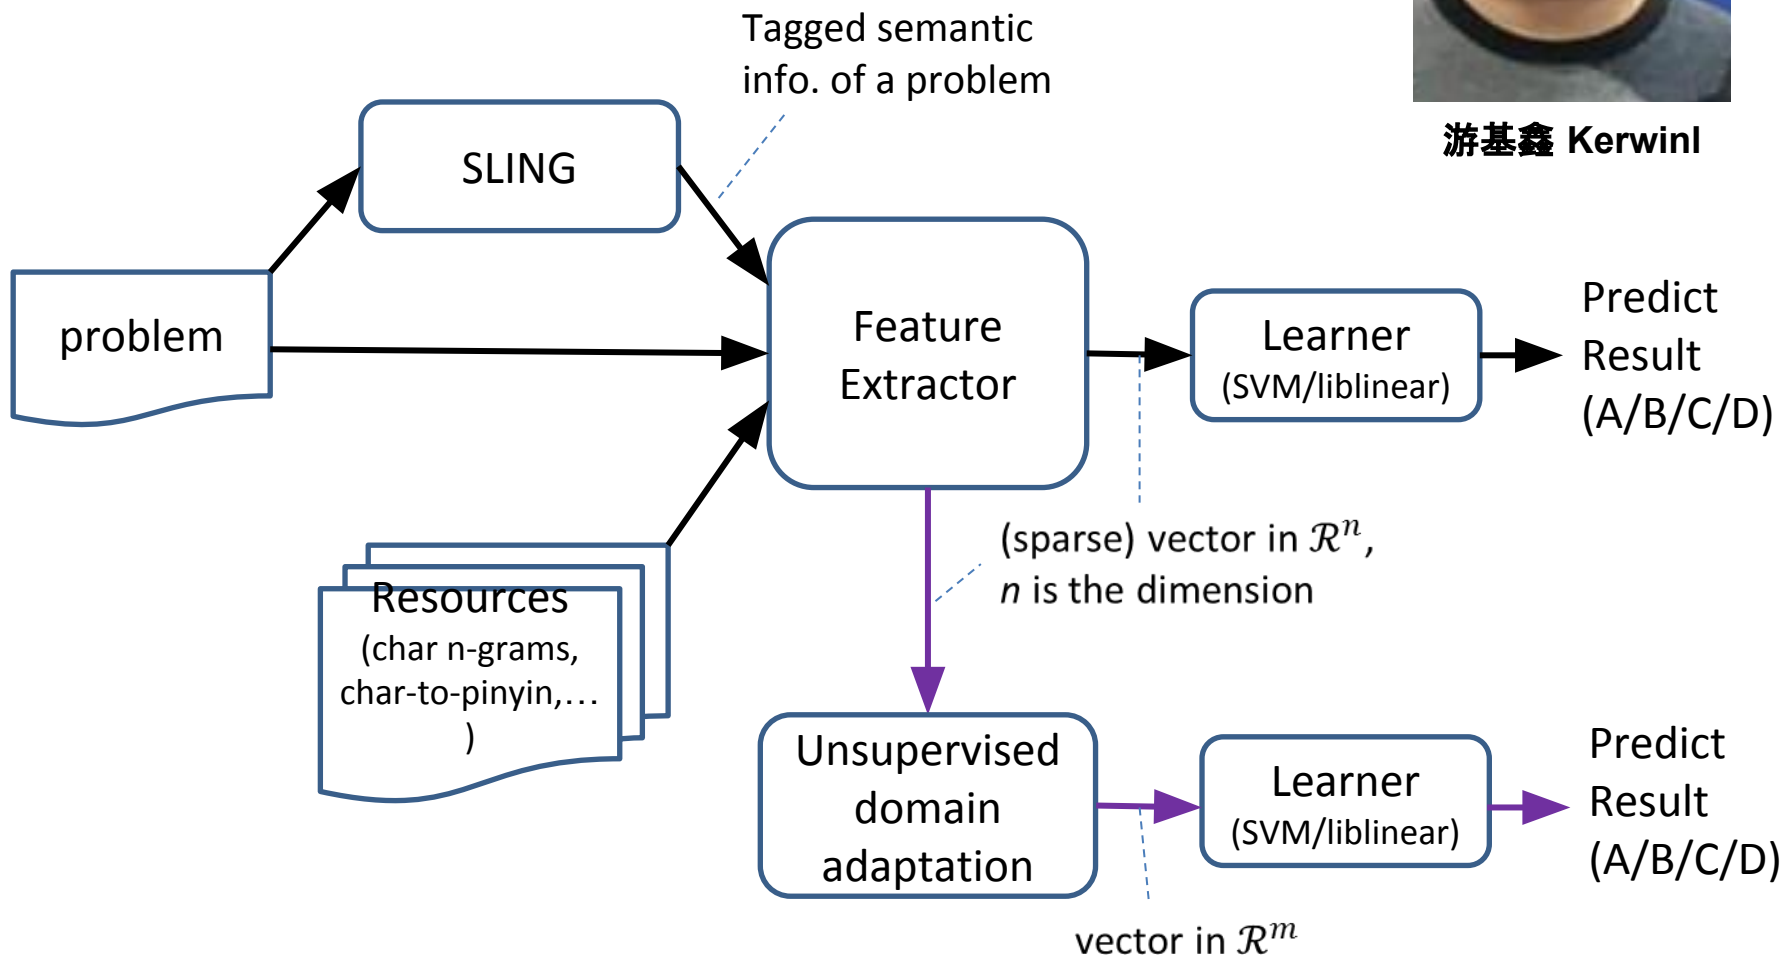 Tagged semantic
info. of a problem
游基鑫 Kerwinl
SLING
problem
Feature
Extractor
Learner
(SVM/liblinear)
Predict
Result
(A/B/C/D)
(sparse) vector in ℛⁿ,
n is the dimension
Resources
(char n-grams,
char-to-pinyin,…
)
Unsupervised
domain
adaptation
Learner
(SVM/liblinear)
Predict
Result
(A/B/C/D)
vector in ℛᵐ